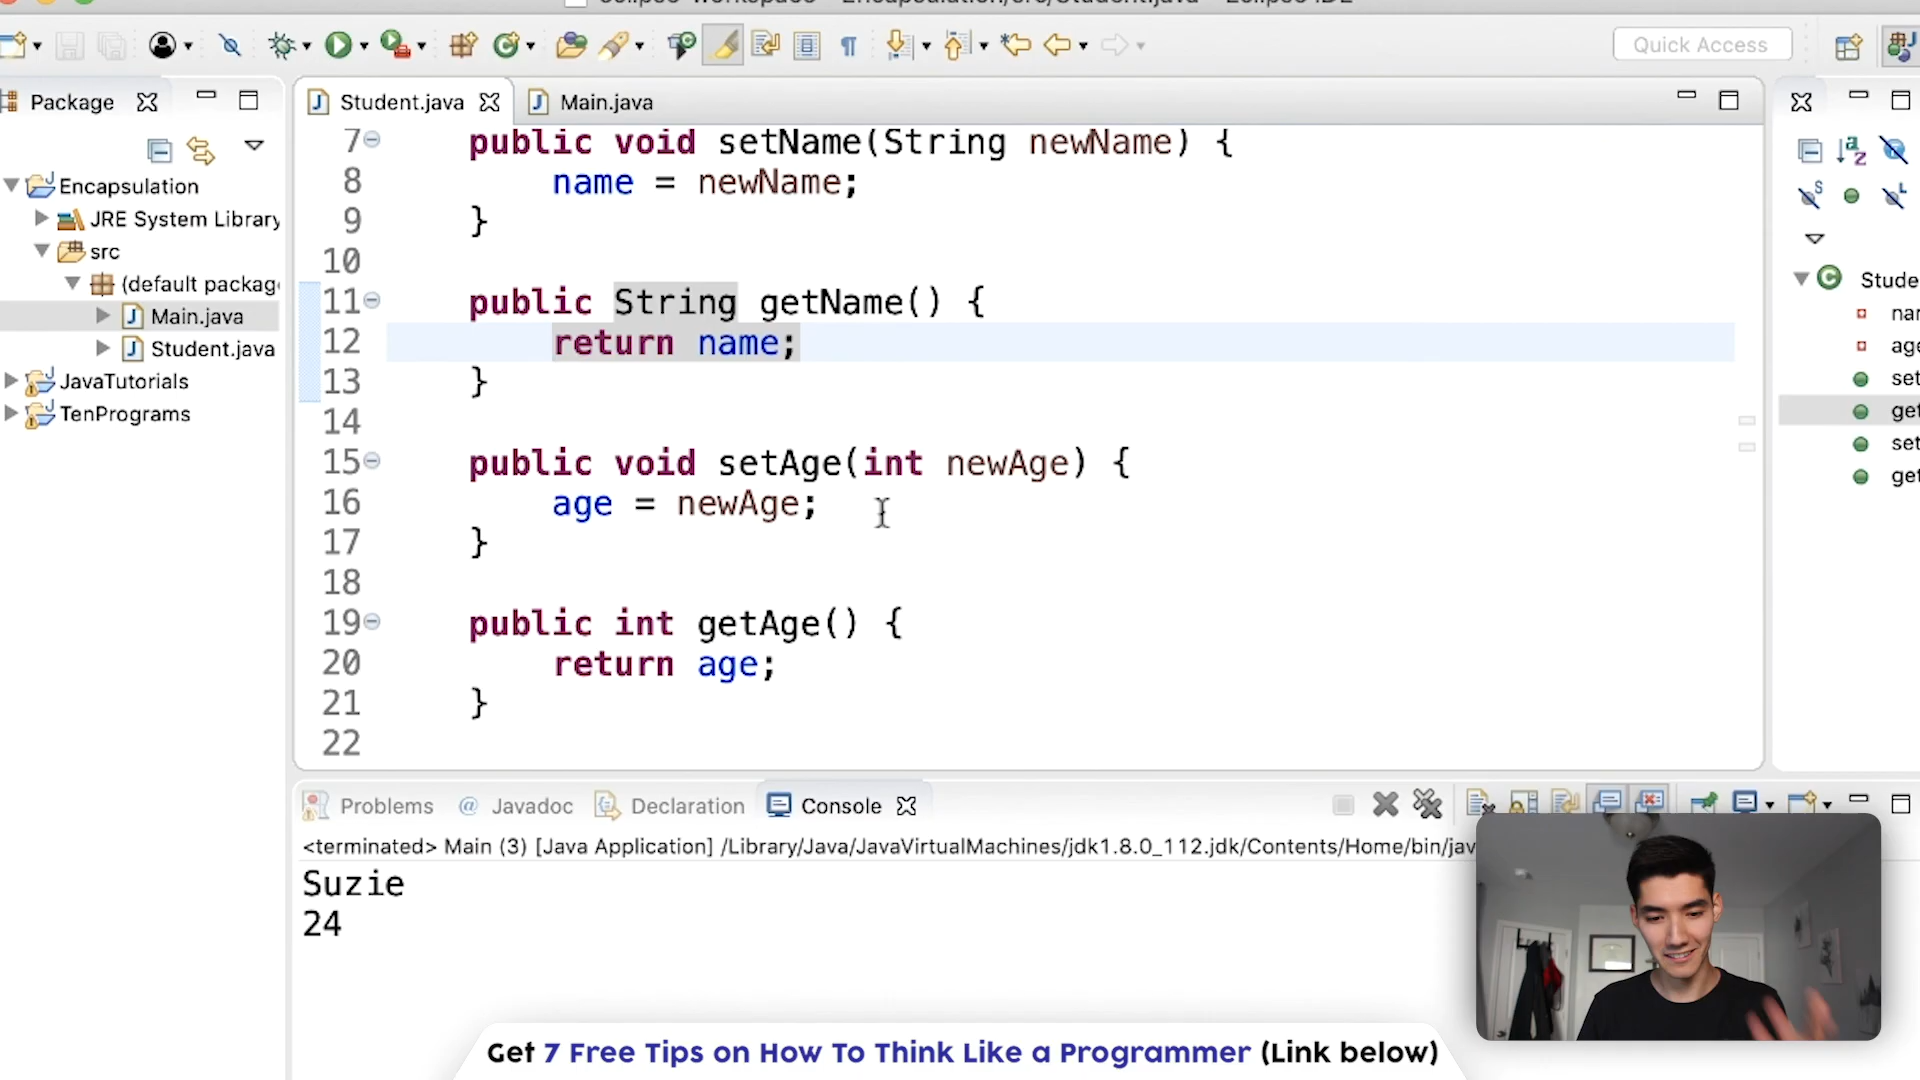 Quick Access
Package
Student.java
Main.java
Encapsulation
JRE System Library
src
(default packag
Main.java
Student.java
JavaTutorials
TenPrograms
7 public void setName(String newName) {
8 name = newName;
9 }
10
11 public String getName() {
12 return name;
13 }
14
15 public void setAge(int newAge) {
16 age = newAge;
17 }
18
19 public int getAge() {
20 return age;
21 }
22
Stude
nar
age
set
get
set
get
Problems
@ Javadoc
Declaration
Console
<terminated> Main (3) [Java Application] /Library/Java/JavaVirtualMachines/jdk1.8.0_112.jdk/Contents/Home/bin/jav
Suzie
24
Get 7 Free Tips on How To Think Like a Programmer (Link below)